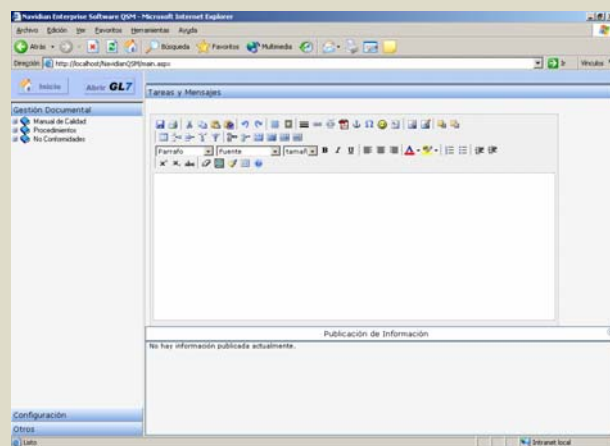 Navidian Enterprise Software QSM - Microsoft Internet Explorer
Archivo Edición Ver Favoritos Herramientas Ayuda
Atrás Búsqueda Favoritos Multimedia
Dirección http://localhost/NavidianQSM/main.aspx Ir Vínculos
Inicio Abrir GL7
Tareas y Mensajes
Gestión Documental
Manual de Calidad
Procedimientos
No Conformidades
Parrafo Fuente tamañ B I U
Publicación de Información
No hay información publicada actualmente.
Configuración
Otros
Listo Intranet local